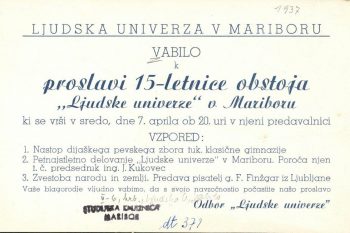 1937
LJUDSKA UNIVERZA V MARIBORU
VABILO
k
proslavi 15-letnice obstoja
„Ljudske univerze" v Mariboru
ki se vrši v sredo, dne 7. aprila ob 20. uri v njeni predavalnici
VZPORED:
1. Nastop dijaškega pevskega zbora tuk. klasične gimnazije
2. Petnajstletno delovanje „Ljudske univerze" v Mariboru. Poroča njen
i. č. predsednik ing. J. Kukovec
3. Zvestoba narodu in zemlji. Predava pisatelj g. F. Finžgar iz Ljubljane
Vaše blagorodje vljudno vabimo, da s svojo navzročnostjo počastite našo proslavo
Odbor „Ljudske univerze"
ŠTUDIJSKA KNJIŽNICA
MARIBOR